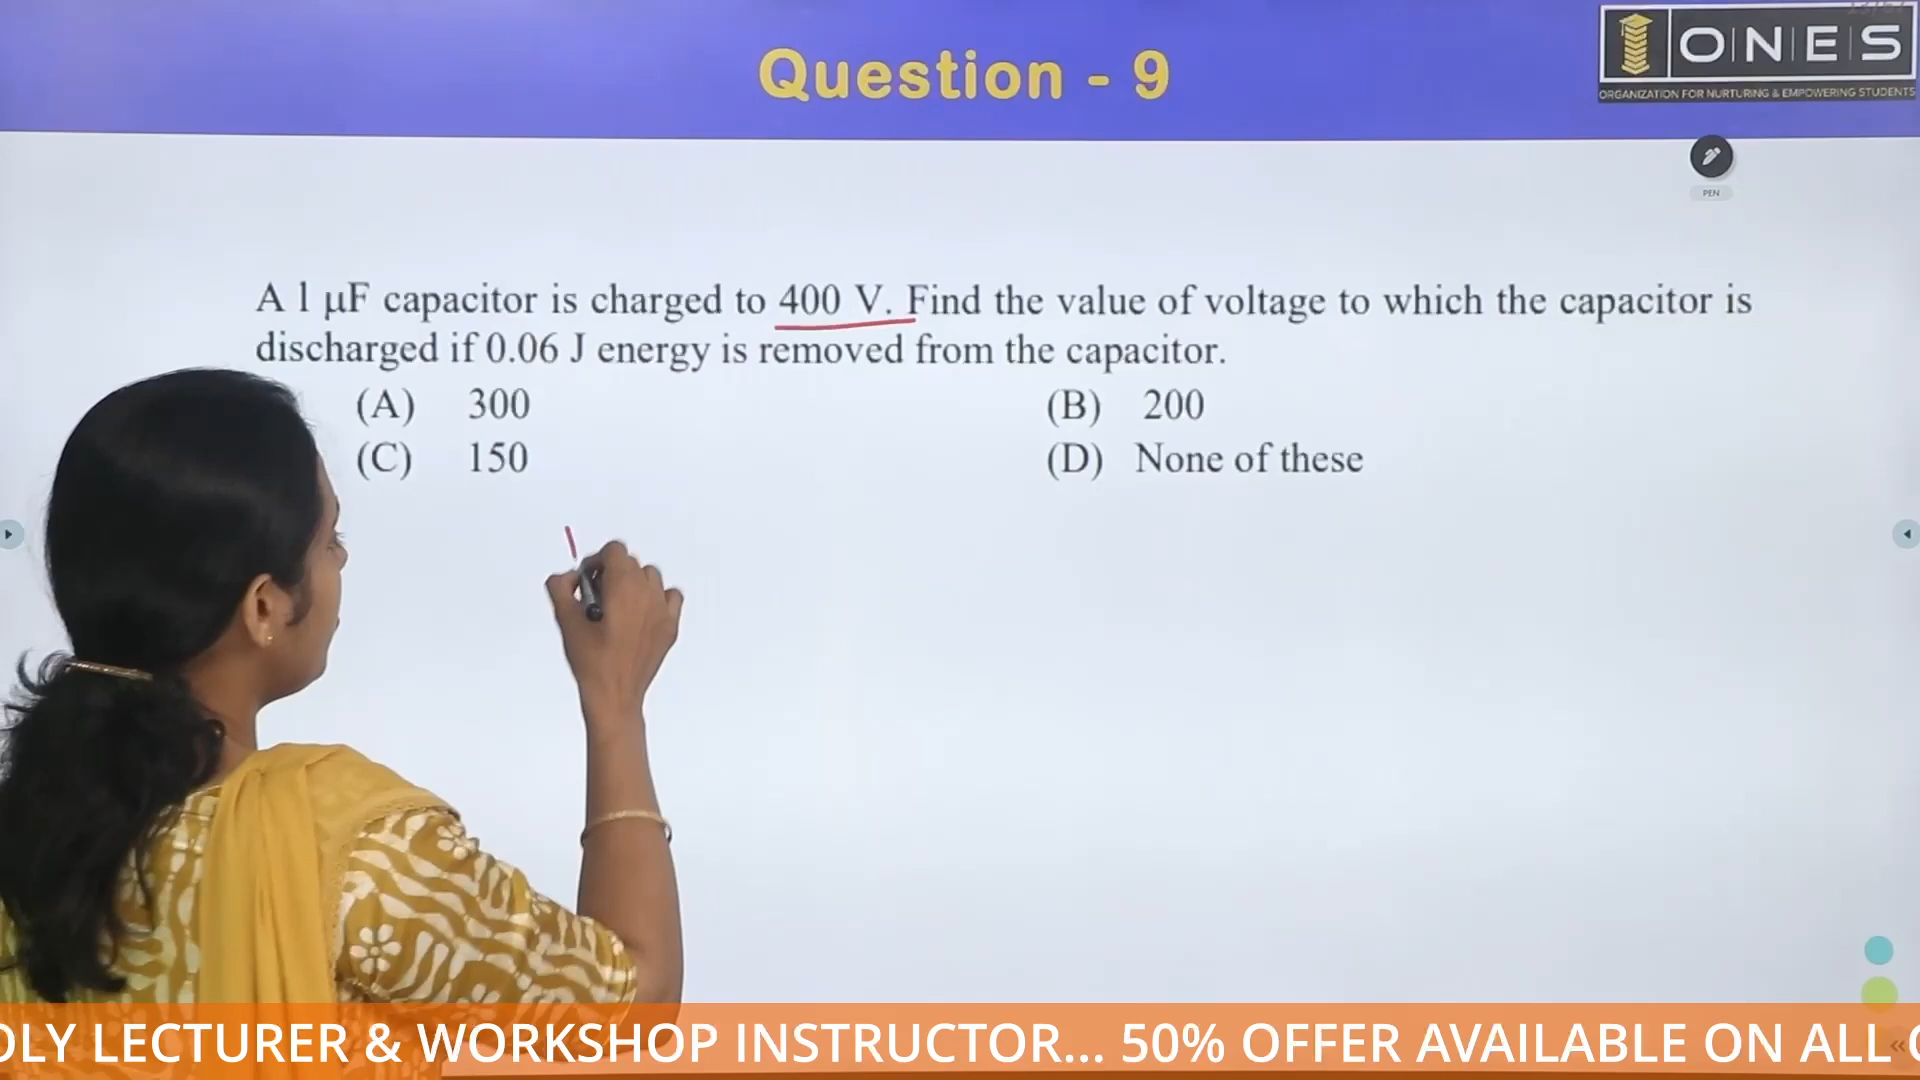 Question - 9
O|N|E|S
ORGANIZATION FOR NURTURING & EMPOWERING STUDENTS
PEN
A 1 μF capacitor is charged to 400 V. Find the value of voltage to which the capacitor is
discharged if 0.06 J energy is removed from the capacitor.
(A) 300 (B) 200
(C) 150 (D) None of these
DLY LECTURER & WORKSHOP INSTRUCTOR... 50% OFFER AVAILABLE ON ALL